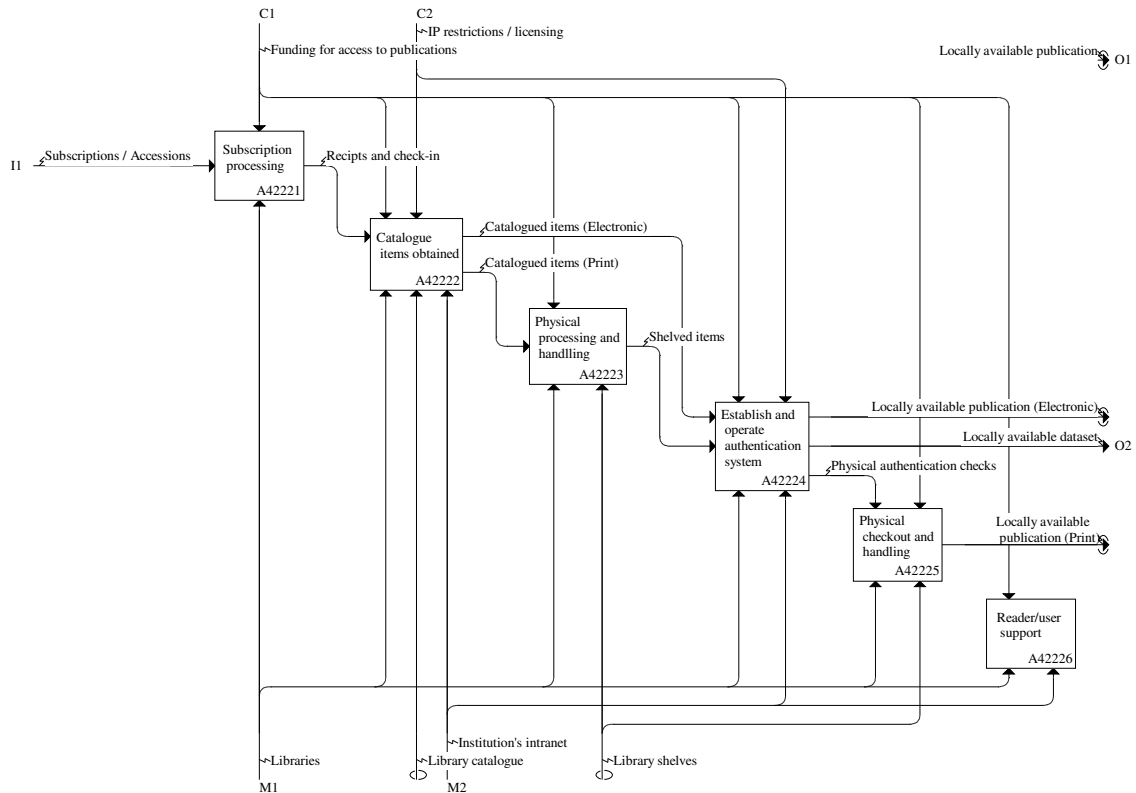 C1
C2
IP restrictions / licensing
Funding for access to publications
Locally available publication
O1
I1
Subscriptions / Accessions
Subscription
processing
A42221
Recipts and check-in
Catalogue
items obtained
A42222
Catalogued items (Electronic)
Catalogued items (Print)
Physical
processing and
handlling
A42223
Shelved items
Establish and
operate
authentication
system
A42224
Locally available publication (Electronic)
Locally available dataset
O2
Physical authentication checks
Physical
checkout and
handling
A42225
Locally available
publication (Print)
Reader/user
support
A42226
Institution's intranet
Libraries
Library catalogue
Library shelves
M1
M2